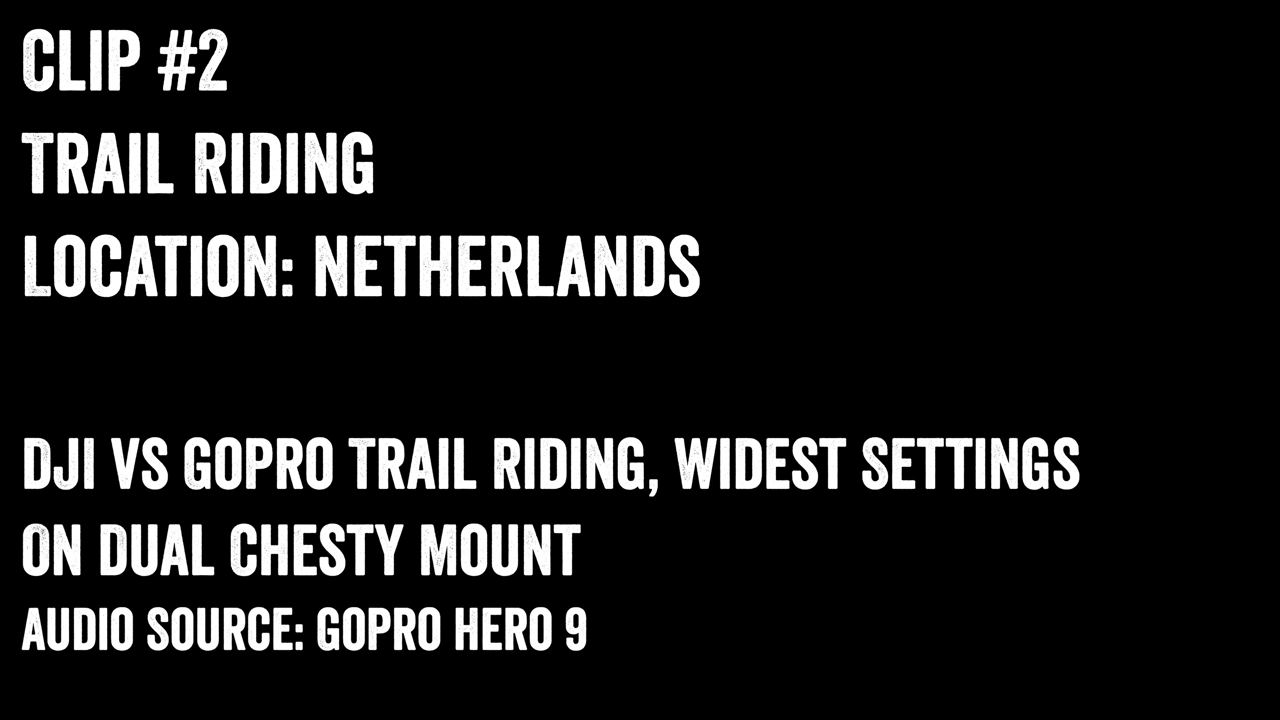 CLIP #2
TRAIL RIDING
LOCATION: NETHERLANDS
DJI VS GOPRO TRAIL RIDING, WIDEST SETTINGS
ON DUAL CHESTY MOUNT
AUDIO SOURCE: GOPRO HERO 9